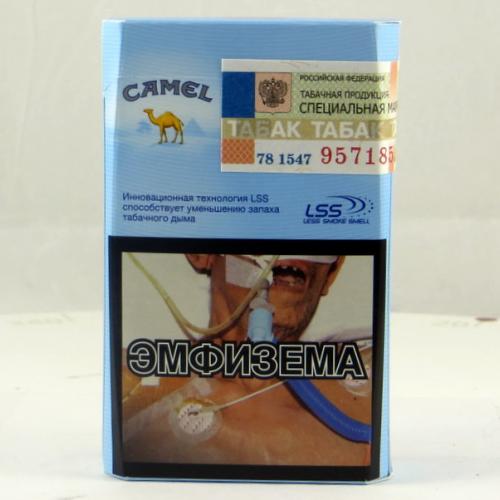 CAMEL
РОССИЙСКАЯ ФЕДЕРАЦИЯ
ТАБАЧНАЯ ПРОДУКЦИЯ
СПЕЦИАЛЬНАЯ
ТАБАК ТАБАК
78 1547 95718
Инновационная технология LSS
способствует уменьшению запаха
табачного дыма
LSS
LESS SMOKE SMELL
ЭМФИЗЕМА